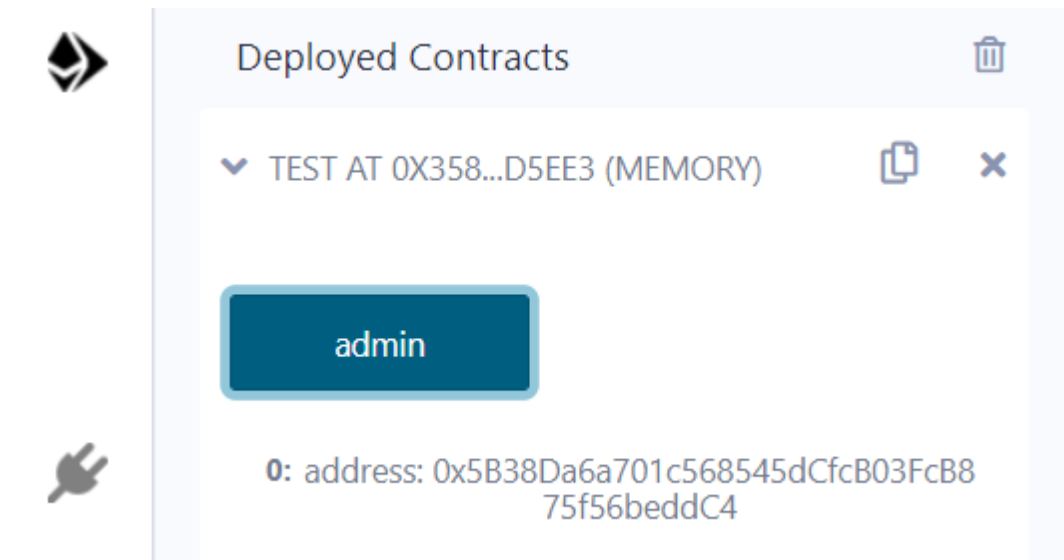 Deployed Contracts
TEST AT 0X358...D5EE3 (MEMORY)
admin
0: address: 0x5B38Da6a701c568545dCfcB03FcB8
75f56beddC4